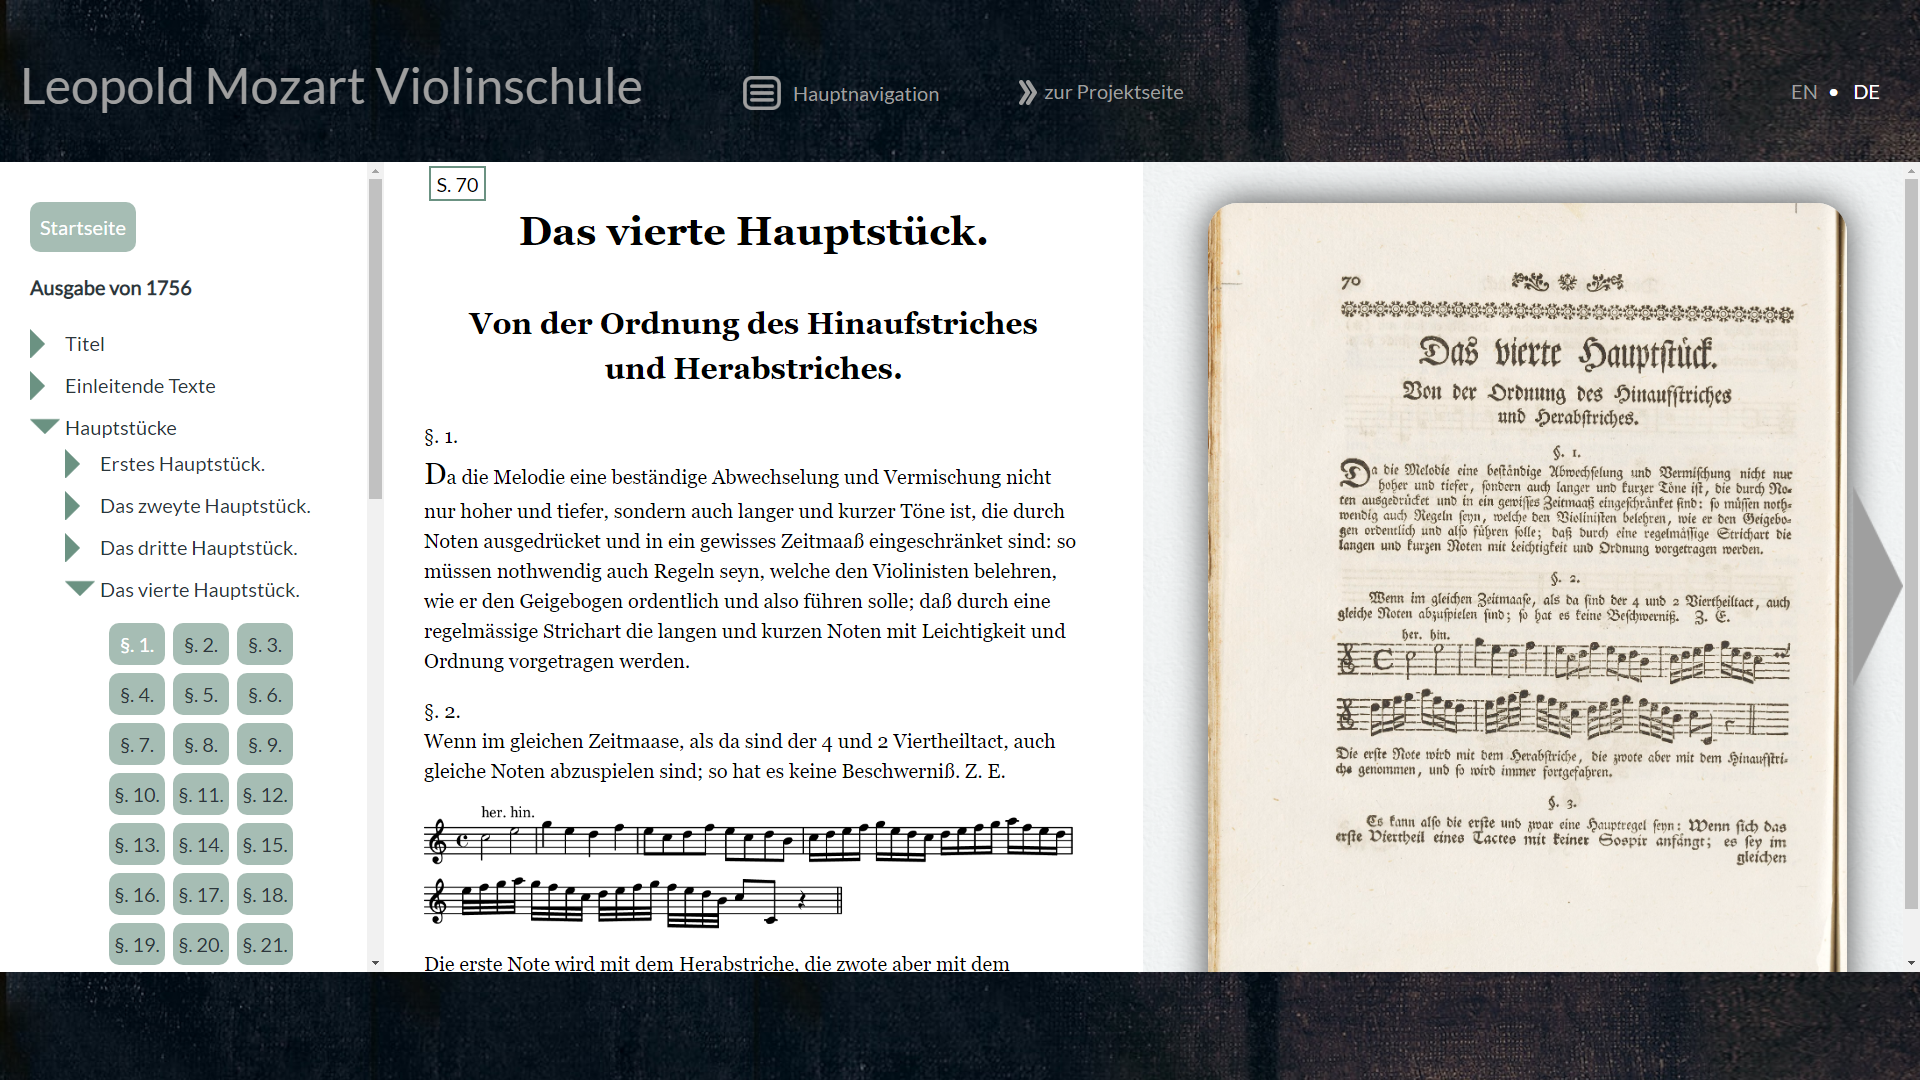 Leopold Mozart Violinschule
Hauptnavigation
zur Projektseite
EN • DE
Startseite
Ausgabe von 1756
Titel
Einleitende Texte
Hauptstücke
Erstes Hauptstück.
Das zweyte Hauptstück.
Das dritte Hauptstück.
Das vierte Hauptstück.
§. 1. §. 2. §. 3.
§. 4. §. 5. §. 6.
§. 7. §. 8. §. 9.
§. 10. §. 11. §. 12.
§. 13. §. 14. §. 15.
§. 16. §. 17. §. 18.
§. 19. §. 20. §. 21.
S. 70
Das vierte Hauptstück.
Von der Ordnung des Hinaufstriches
und Herabstriches.
§. 1.
Da die Melodie eine beständige Abwechselung und Vermischung nicht
nur hoher und tiefer, sondern auch langer und kurzer Töne ist, die durch
Noten ausgedrücket und in ein gewisses Zeitmaaß eingeschränket sind: so
müssen nothwendig auch Regeln seyn, welche den Violinisten belehren,
wie er den Geigebogen ordentlich und also führen solle; daß durch eine
regelmässige Strichart die langen und kurzen Noten mit Leichtigkeit und
Ordnung vorgetragen werden.
§. 2.
Wenn im gleichen Zeitmaase, als da sind der 4 und 2 Viertheiltact, auch
gleiche Noten abzuspielen sind; so hat es keine Beschwerniß. Z. E.
her. hin.
Die erste Note wird mit dem Herabstriche, die zwote aber mit dem
70
Das vierte Hauptſtück.
Von der Ordnung des Hinaufſtriches
und Herabſtriches.
§. 1.
Da die Melodie eine beſtändige Abwechſelung und Vermiſchung nicht nur
hoher und tiefer, ſondern auch langer und kurzer Töne iſt, die durch No-
ten ausgedrücket und in ein gewiſſes Zeitmaaß eingeſchränket ſind: ſo müſſen noth-
wendig auch Regeln ſeyn, welche den Violiniſten belehren, wie er den Geigebo-
gen ordentlich und alſo führen ſolle; daß durch eine regelmäſſige Strichart die
langen und kurzen Noten mit Leichtigkeit und Ordnung vorgetragen werden.
§. 2.
Wenn im gleichen Zeitmaaſe, als da ſind der 4 und 2 Viertheiltact, auch
gleiche Noten abzuſpielen ſind; ſo hat es keine Beſchwerniß. Z. E.
her. hin.
Die erſte Note wird mit dem Herabſtriche, die zwote aber mit dem Hinaufſtri-
che genommen, und ſo wird immer fortgefahren.
§. 3.
Es kann alſo die erſte und zwar eine Hauptregel ſeyn: Wenn ſich das
erſte Viertheil eines Tactes mit keiner Soſpir anfängt; es ſey im
gleichen